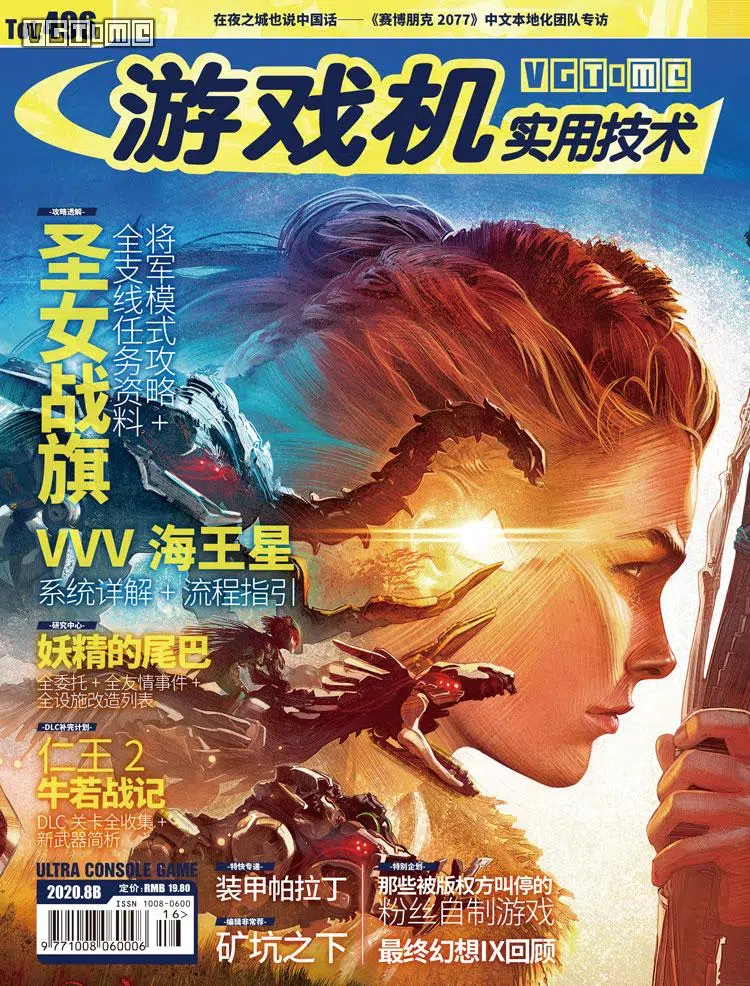 在夜之城也说中国话——《赛博朋克 2077》中文本地化团队专访
VGTIME
游戏机
实用技术
VGTIME
-攻略透解-
圣女战旗
将军模式攻略 +
全支线任务资料
VVV 海王星
系统详解 + 流程指引
-研究中心-
妖精的尾巴
全委托 + 全友情事件 +
全设施改造列表
-DLC补完计划-
仁王 2
牛若战记
DLC 关卡全收集 +
新武器简析
ULTRA CONSOLE GAME
2020.8B 定价:RMB 19.80
ISSN 1008-0600
16>
9 771008 060006
-特快专递-
装甲帕拉丁
-编辑非常荐-
矿坑之下
-特别企划-
那些被版权方叫停的
粉丝自制游戏
最终幻想IX回顾